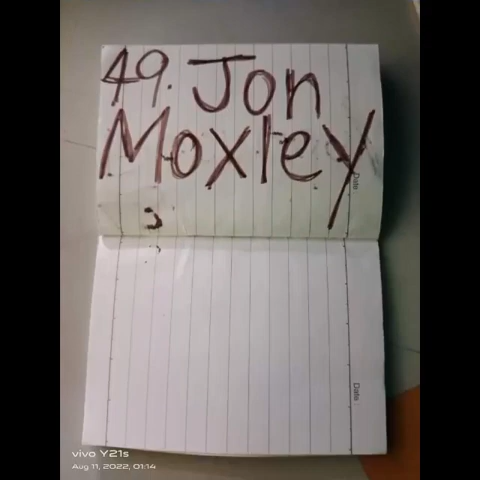 49. Jon
Moxley
Date
Date
vivo Y21s
Aug 11, 2022, 01:14